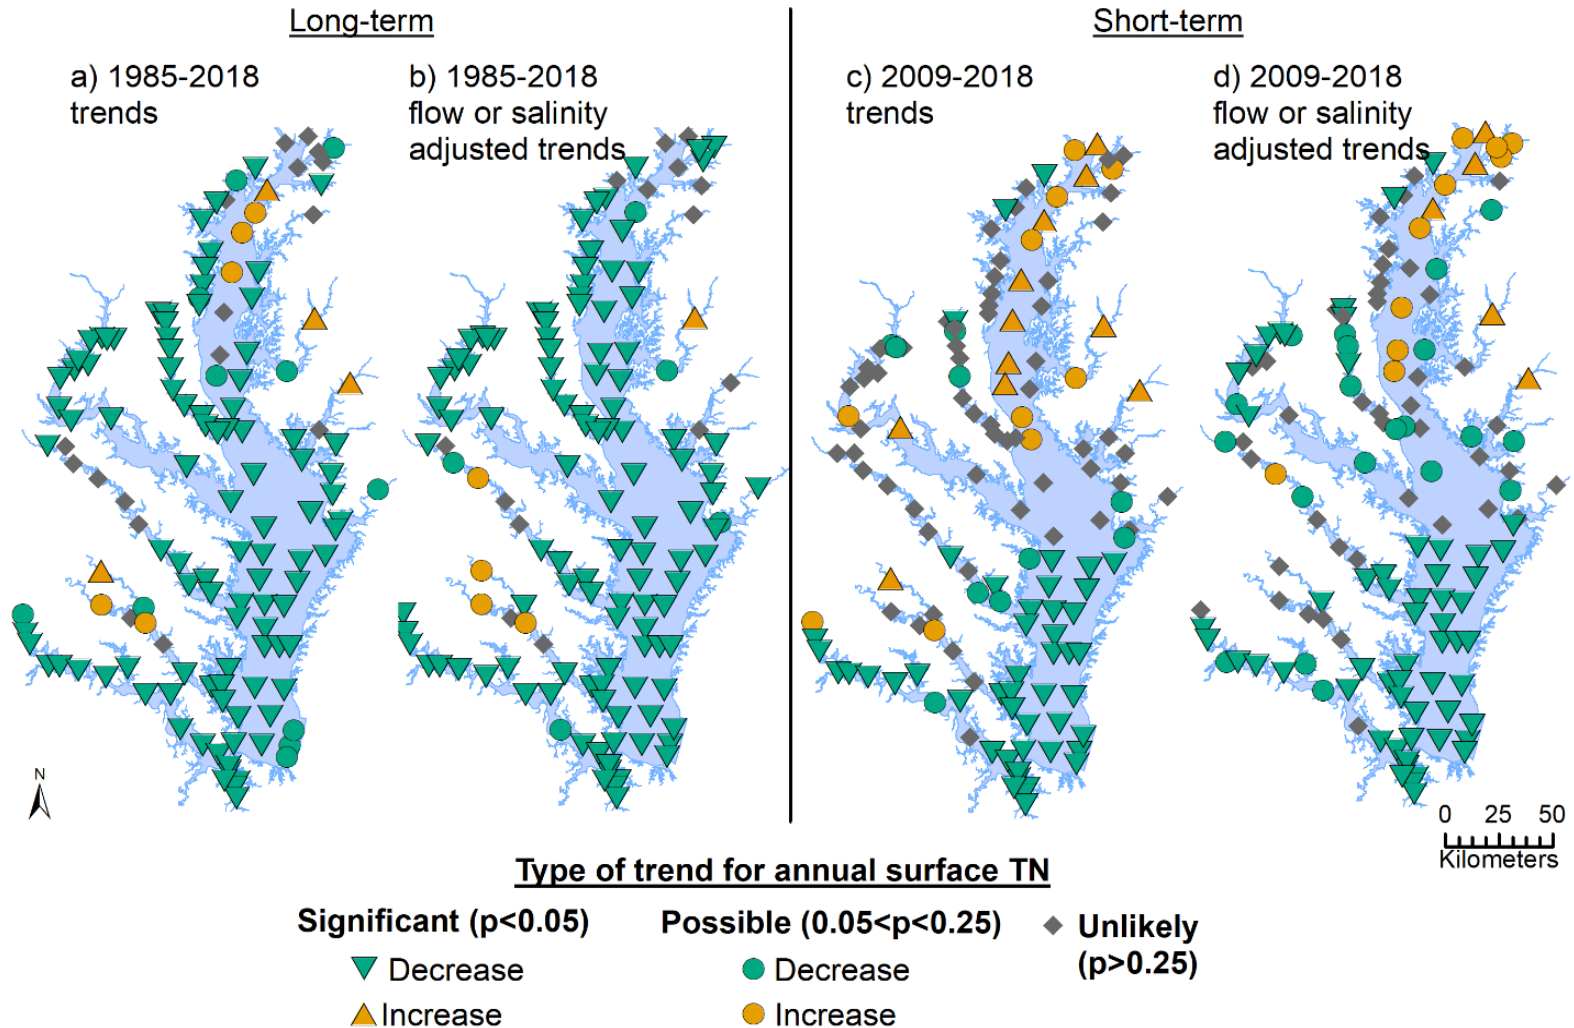 Long-term
Short-term
a) 1985-2018
trends
b) 1985-2018
flow or salinity
adjusted trends
c) 2009-2018
trends
d) 2009-2018
flow or salinity
adjusted trends
N
0 25 50
Kilometers
Type of trend for annual surface TN
Significant (p<0.05)
Decrease
Increase
Possible (0.05<p<0.25)
Decrease
Increase
Unlikely
(p>0.25)